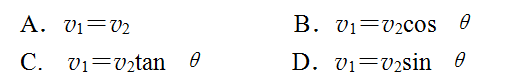 A．v₁＝v₂ B．v₁＝v₂cos θ
C． v₁＝v₂tan θ D．v₁＝v₂sin θ